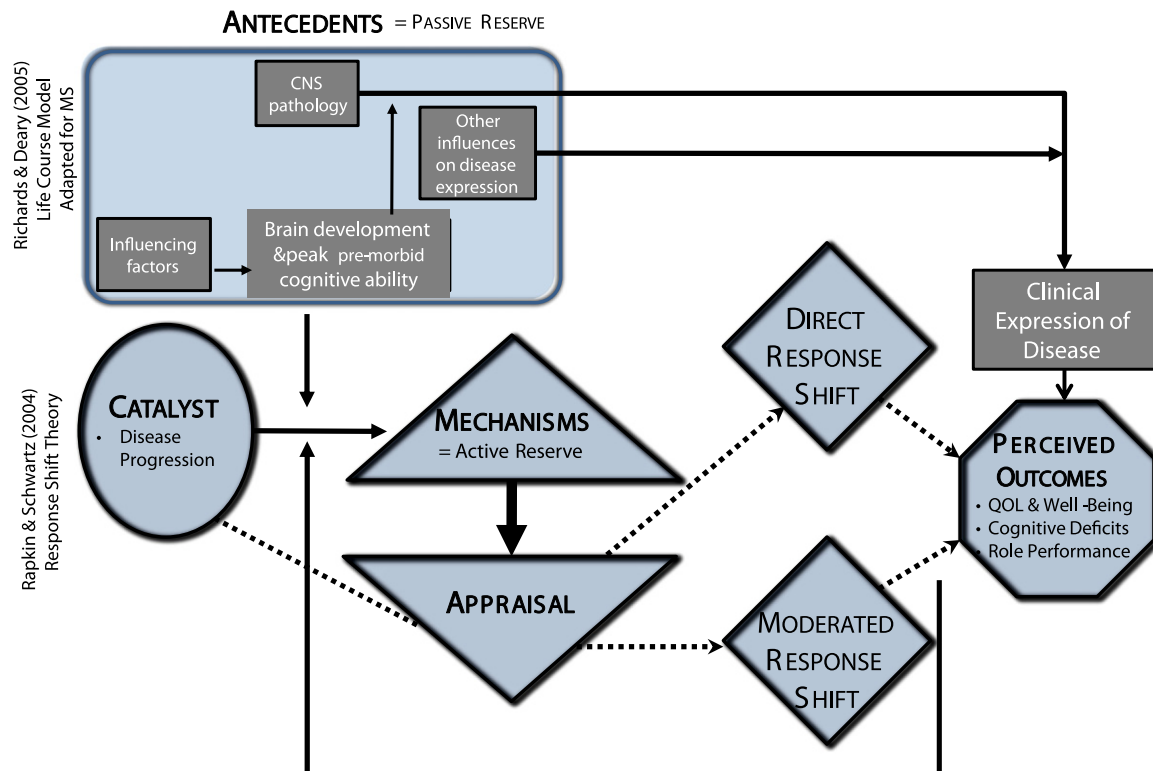 ANTECEDENTS = PASSIVE RESERVE
Richards & Deary (2005)
Life Course Model
Adapted for MS
CNS
pathology
Other
influences
on disease
expression
Influencing
factors
Brain development
&peak pre-morbid
cognitive ability
Clinical
Expression of
Disease
Rapkin & Schwartz (2004)
Response Shift Theory
CATALYST
• Disease
Progression
MECHANISMS
= Active Reserve
APPRAISAL
DIRECT
RESPONSE
SHIFT
MODERATED
RESPONSE
SHIFT
PERCEIVED
OUTCOMES
• QOL & Well -Being
• Cognitive Deficits
• Role Performance